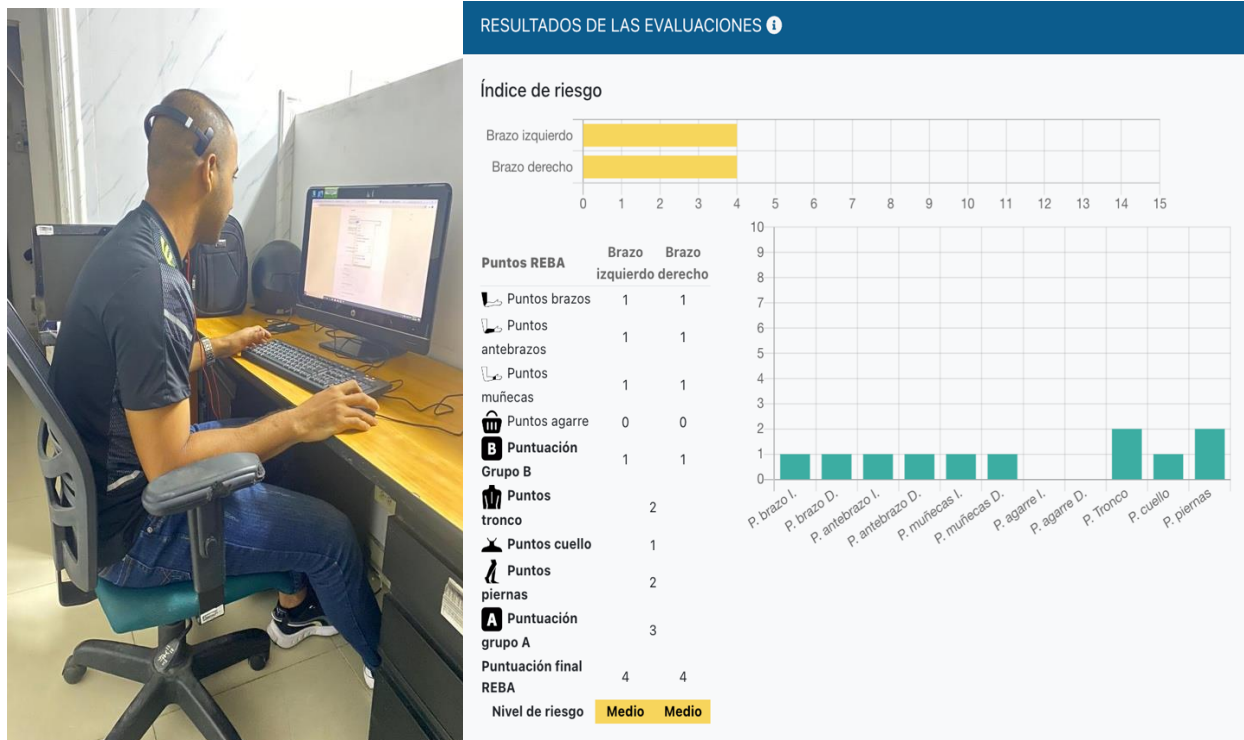 RESULTADOS DE LAS EVALUACIONES
Índice de riesgo
Brazo izquierdo
Brazo derecho
0 1 2 3 4 5 6 7 8 9 10 11 12 13 14 15
Puntos REBA
Brazo izquierdo
Brazo derecho
Puntos brazos 1 1
Puntos antebrazos 1 1
Puntos muñecas 1 1
Puntos agarre 0 0
B Puntuación Grupo B 1 1
Puntos tronco 2
Puntos cuello 1
Puntos piernas 2
A Puntuación grupo A 3
Puntuación final REBA 4 4
Nivel de riesgo Medio Medio
10
9
8
7
6
5
4
3
2
1
0
P. brazo I.
P. brazo D.
P. antebrazo I.
P. antebrazo D.
P. muñecas I.
P. muñecas D.
P. agarre I.
P. agarre D.
P. Tronco
P. cuello
P. piernas